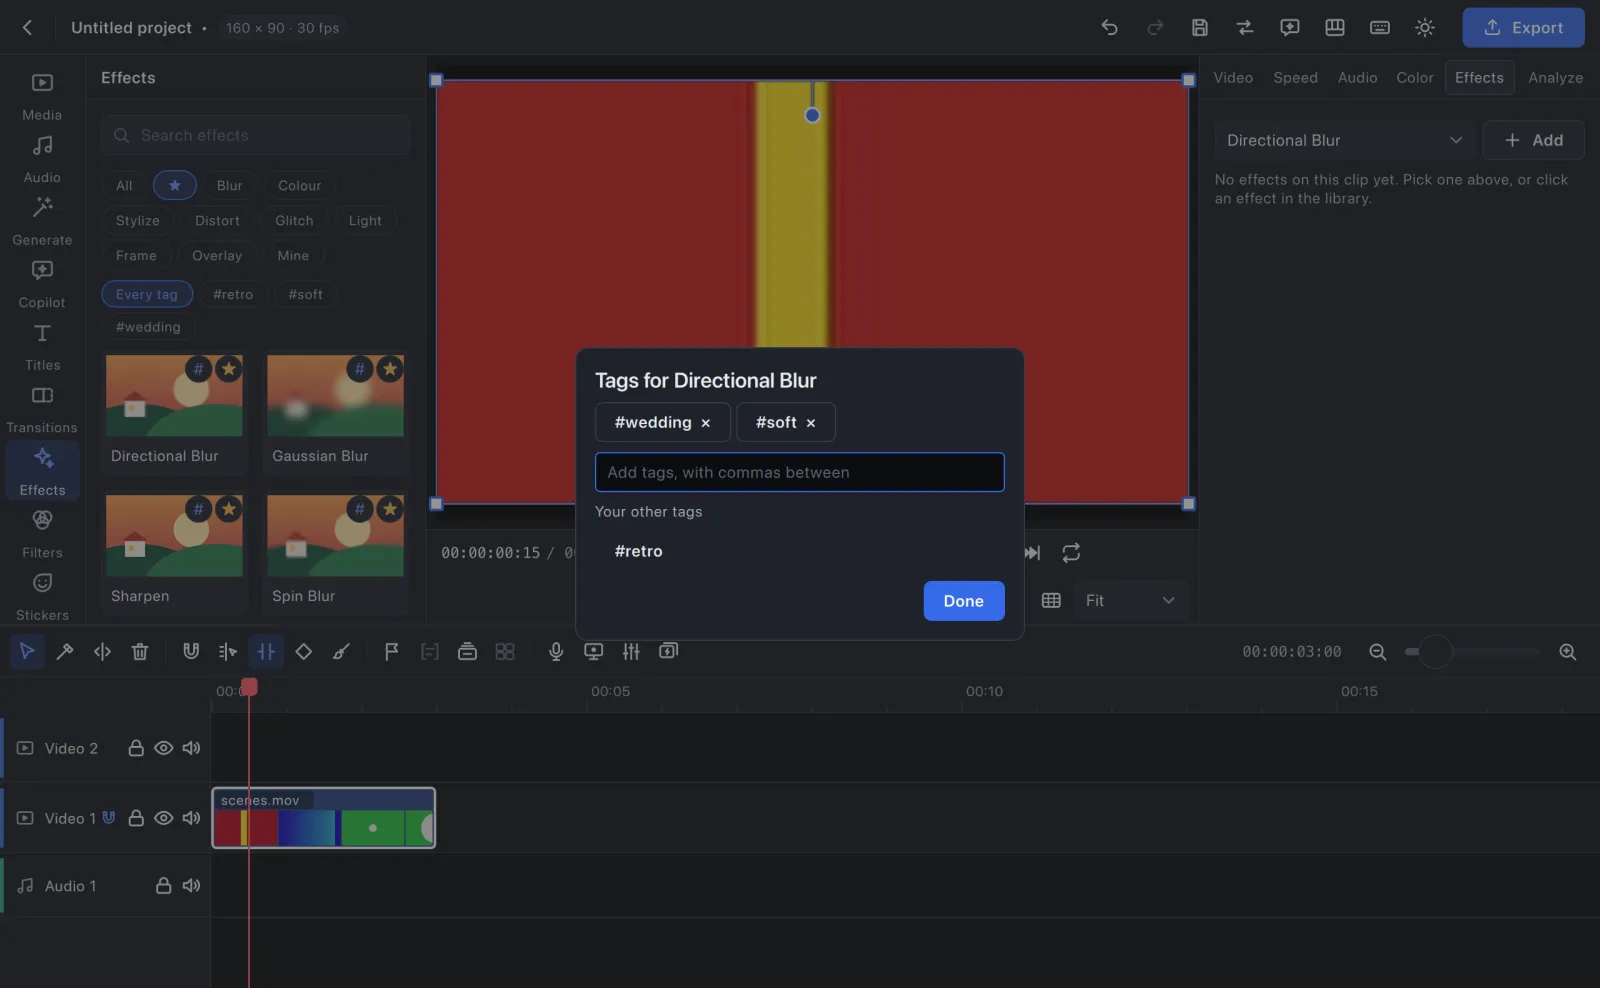 Untitled project • 160 × 90 · 30 fps
Export
Media
Audio
Generate
Copilot
Titles
Transitions
Effects
Filters
Stickers
Effects
Search effects
All
Blur
Colour
Stylize
Distort
Glitch
Light
Frame
Overlay
Mine
Every tag
#retro
#soft
#wedding
#
#
Directional Blur
Gaussian Blur
#
#
Sharpen
Spin Blur
Tags for Directional Blur
#wedding ×
#soft ×
Add tags, with commas between
Your other tags
#retro
Done
00:00:00:15 /
Fit
Video
Speed
Audio
Color
Effects
Analyze
Directional Blur
+ Add
No effects on this clip yet. Pick one above, or click
an effect in the library.
00:00:03:00
00:05
00:10
00:15
Video 2
Video 1
scenes.mov
Audio 1